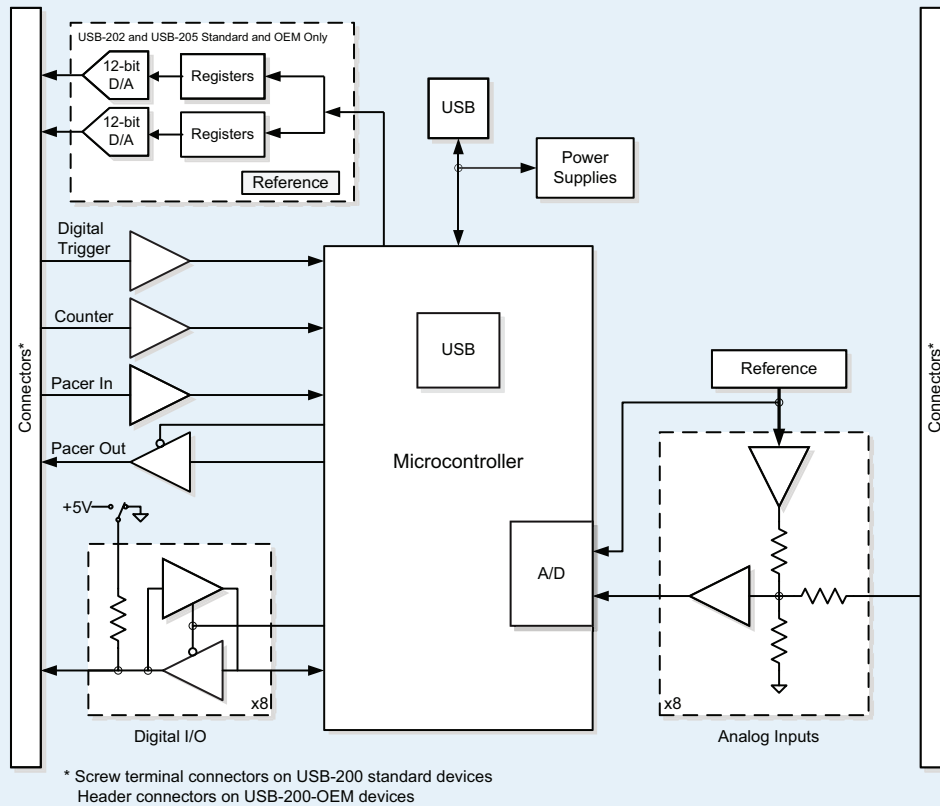 USB-202 and USB-205 Standard and OEM Only
12-bit
D/A
Registers
12-bit
D/A
Registers
Reference
USB
Power
Supplies
Digital
Trigger
Counter
Pacer In
Pacer Out
Connectors*
USB
Microcontroller
A/D
Reference
Connectors*
+5V
x8
Digital I/O
x8
Analog Inputs
* Screw terminal connectors on USB-200 standard devices
Header connectors on USB-200-OEM devices